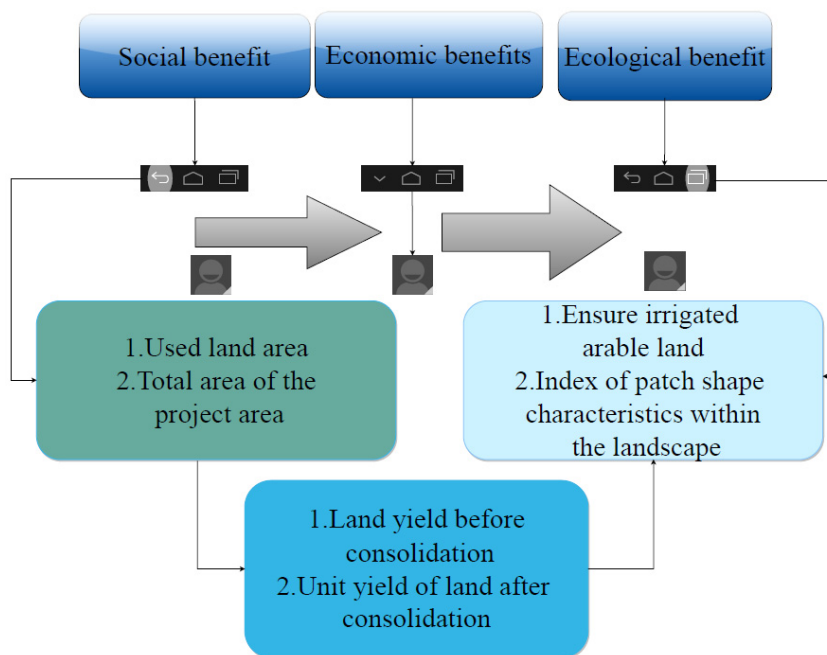 Social benefit
Economic benefits
Ecological benefit
1.Used land area
2.Total area of the
project area
1.Ensure irrigated
arable land
2.Index of patch shape
characteristics within
the landscape
1.Land yield before
consolidation
2.Unit yield of land after
consolidation